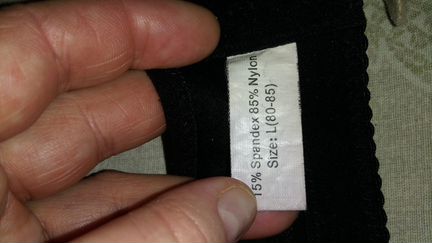 15% Spandex 85% Nylon
Size: L(80-85)